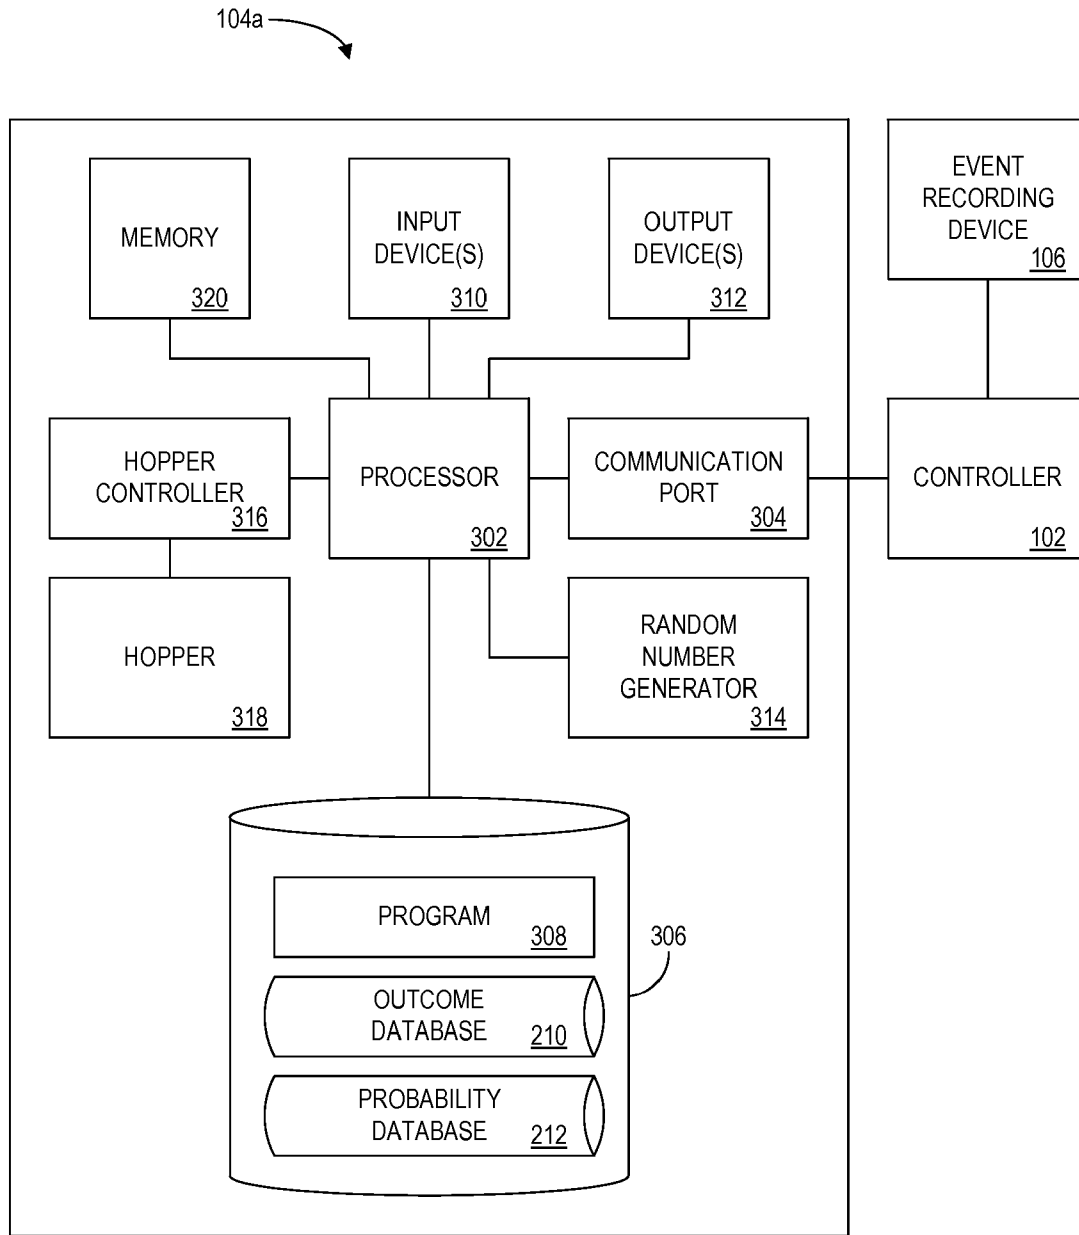 104a
MEMORY
320
INPUT
DEVICE(S)
310
OUTPUT
DEVICE(S)
312
EVENT
RECORDING
DEVICE
106
HOPPER
CONTROLLER
316
PROCESSOR
302
COMMUNICATION
PORT
304
CONTROLLER
102
HOPPER
318
RANDOM
NUMBER
GENERATOR
314
PROGRAM
308
306
OUTCOME
DATABASE
210
PROBABILITY
DATABASE
212